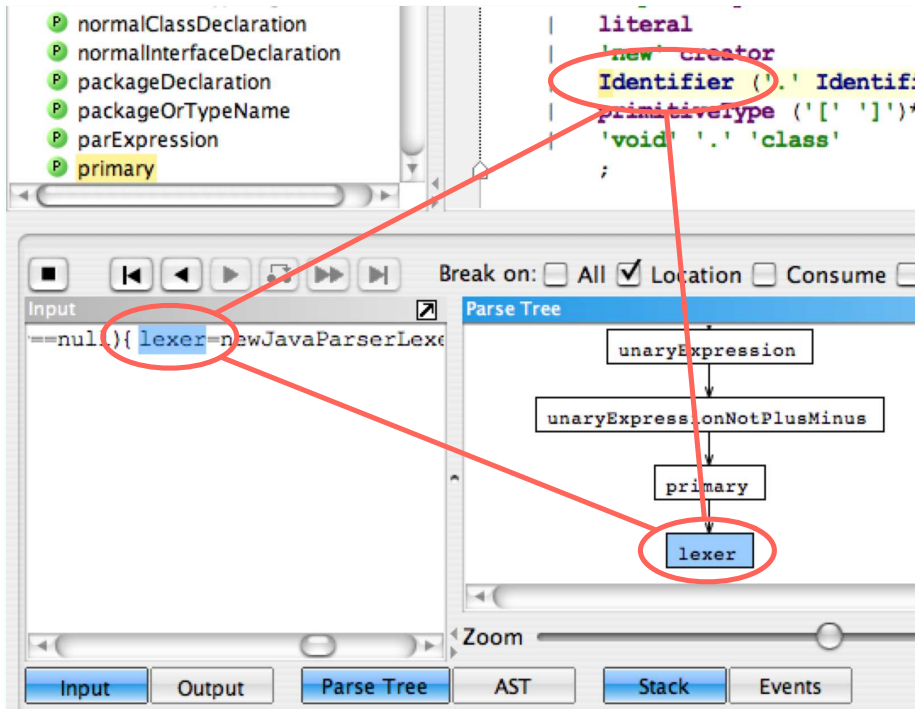 normalClassDeclaration
normalInterfaceDeclaration
packageDeclaration
packageOrTypeName
parExpression
primary
| literal
| 'new' creator
| Identifier ('.' Identifi
| primitiveType ('[' ']')*
| 'void' '.' 'class'
;
Break on: All Location Consume
Input
==null){ lexer=newJavaParserLexe
Parse Tree
unaryExpression
unaryExpressionNotPlusMinus
primary
lexer
Zoom
Input Output Parse Tree AST Stack Events